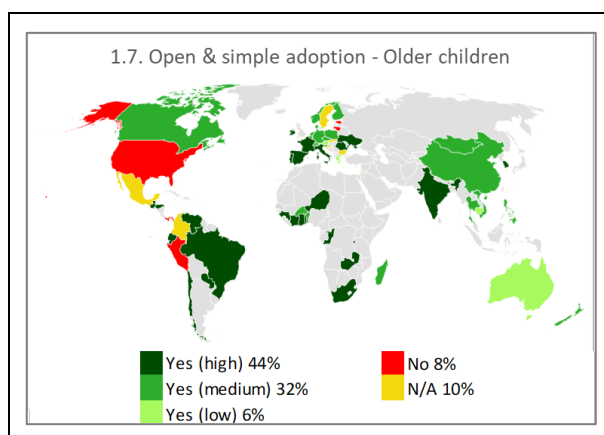 1.7. Open & simple adoption - Older children
Yes (high) 44%
Yes (medium) 32%
Yes (low) 6%
No 8%
N/A 10%